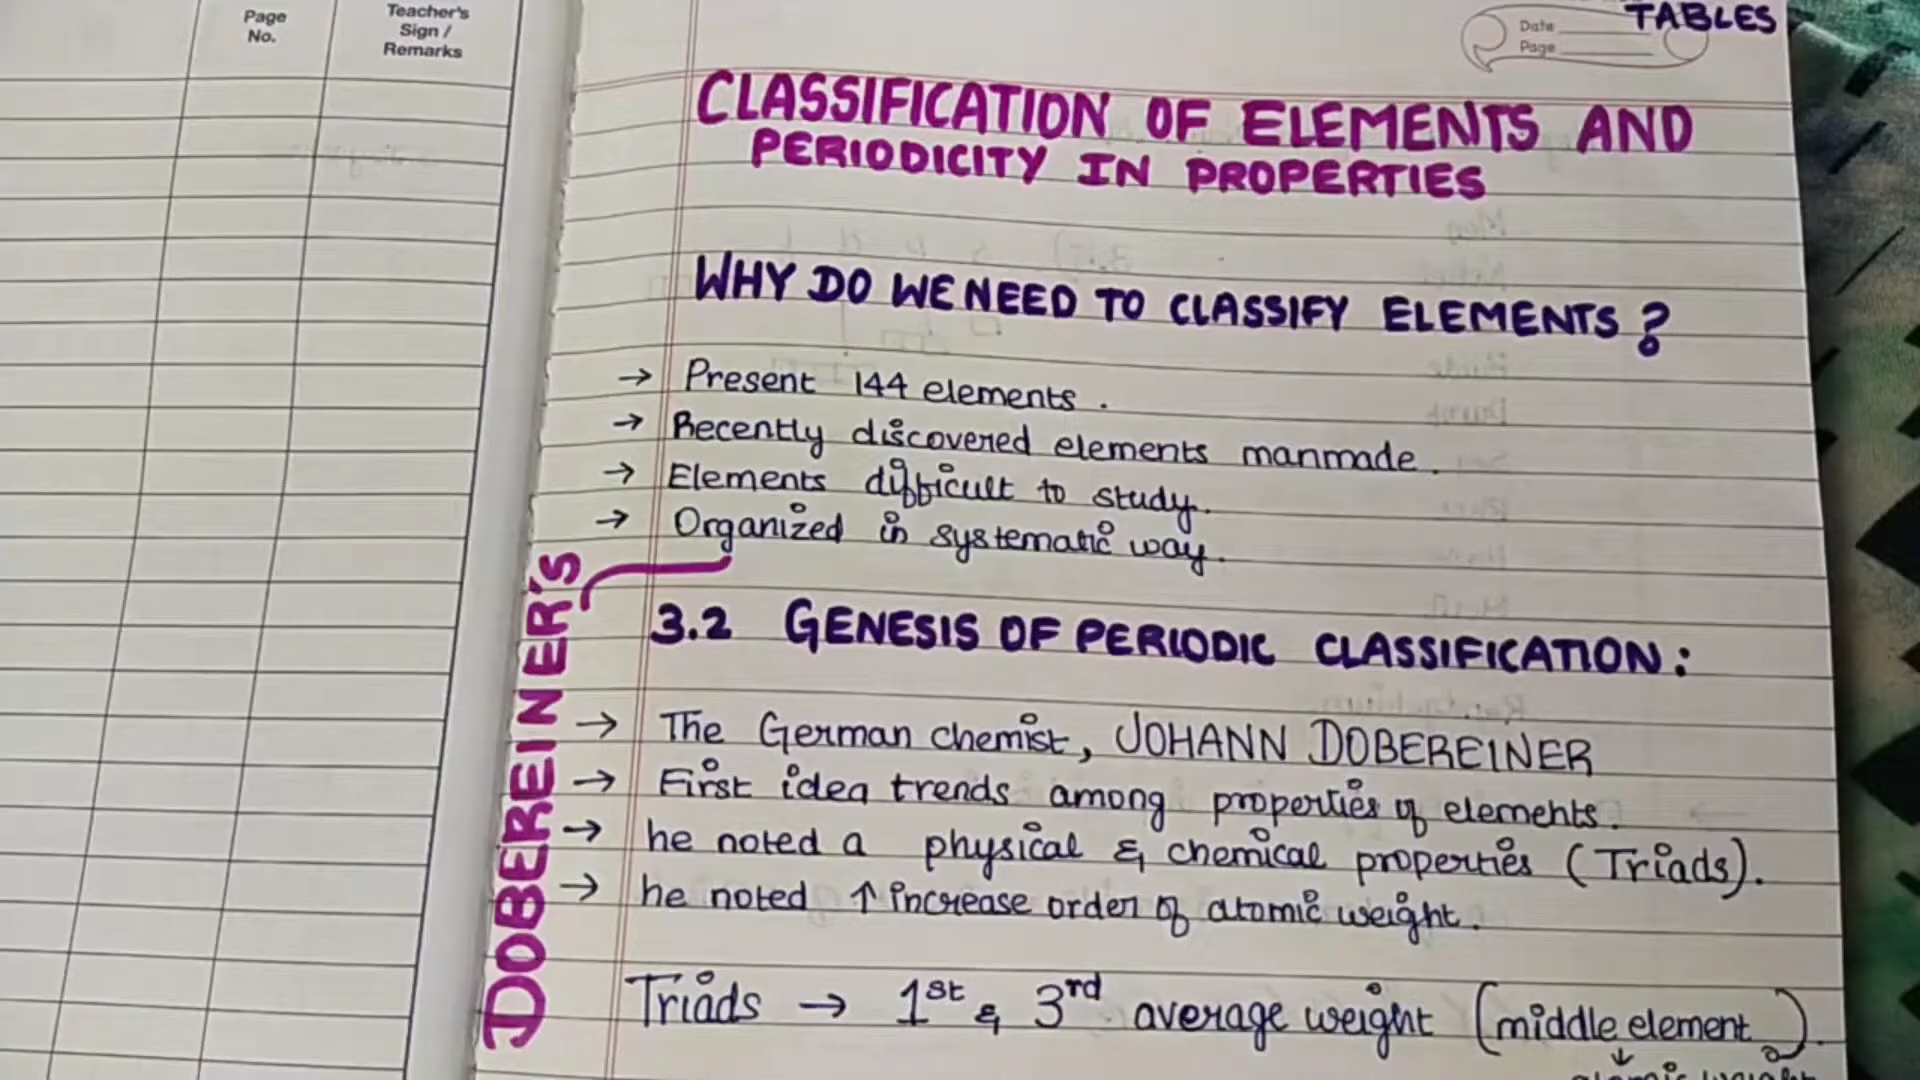 Page No.
Teacher's Sign / Remarks
TABLES
Date
Page
CLASSIFICATION OF ELEMENTS AND
PERIODICITY IN PROPERTIES
WHY DO WE NEED TO CLASSIFY ELEMENTS ?
→ Present 144 elements .
→ Recently discovered elements manmade .
→ Elements difficult to study.
→ Organized in systematic way.
DOBEREINER'S
3.2 GENESIS OF PERIODIC CLASSIFICATION :
→ The German chemist, JOHANN DOBEREINER
→ First idea trends among properties of elements.
→ he noted a physical & chemical properties (Triads).
→ he noted ↑ increase order of atomic weight.
Triads → 1st & 3rd average weight (middle element).
↓
atomic weight